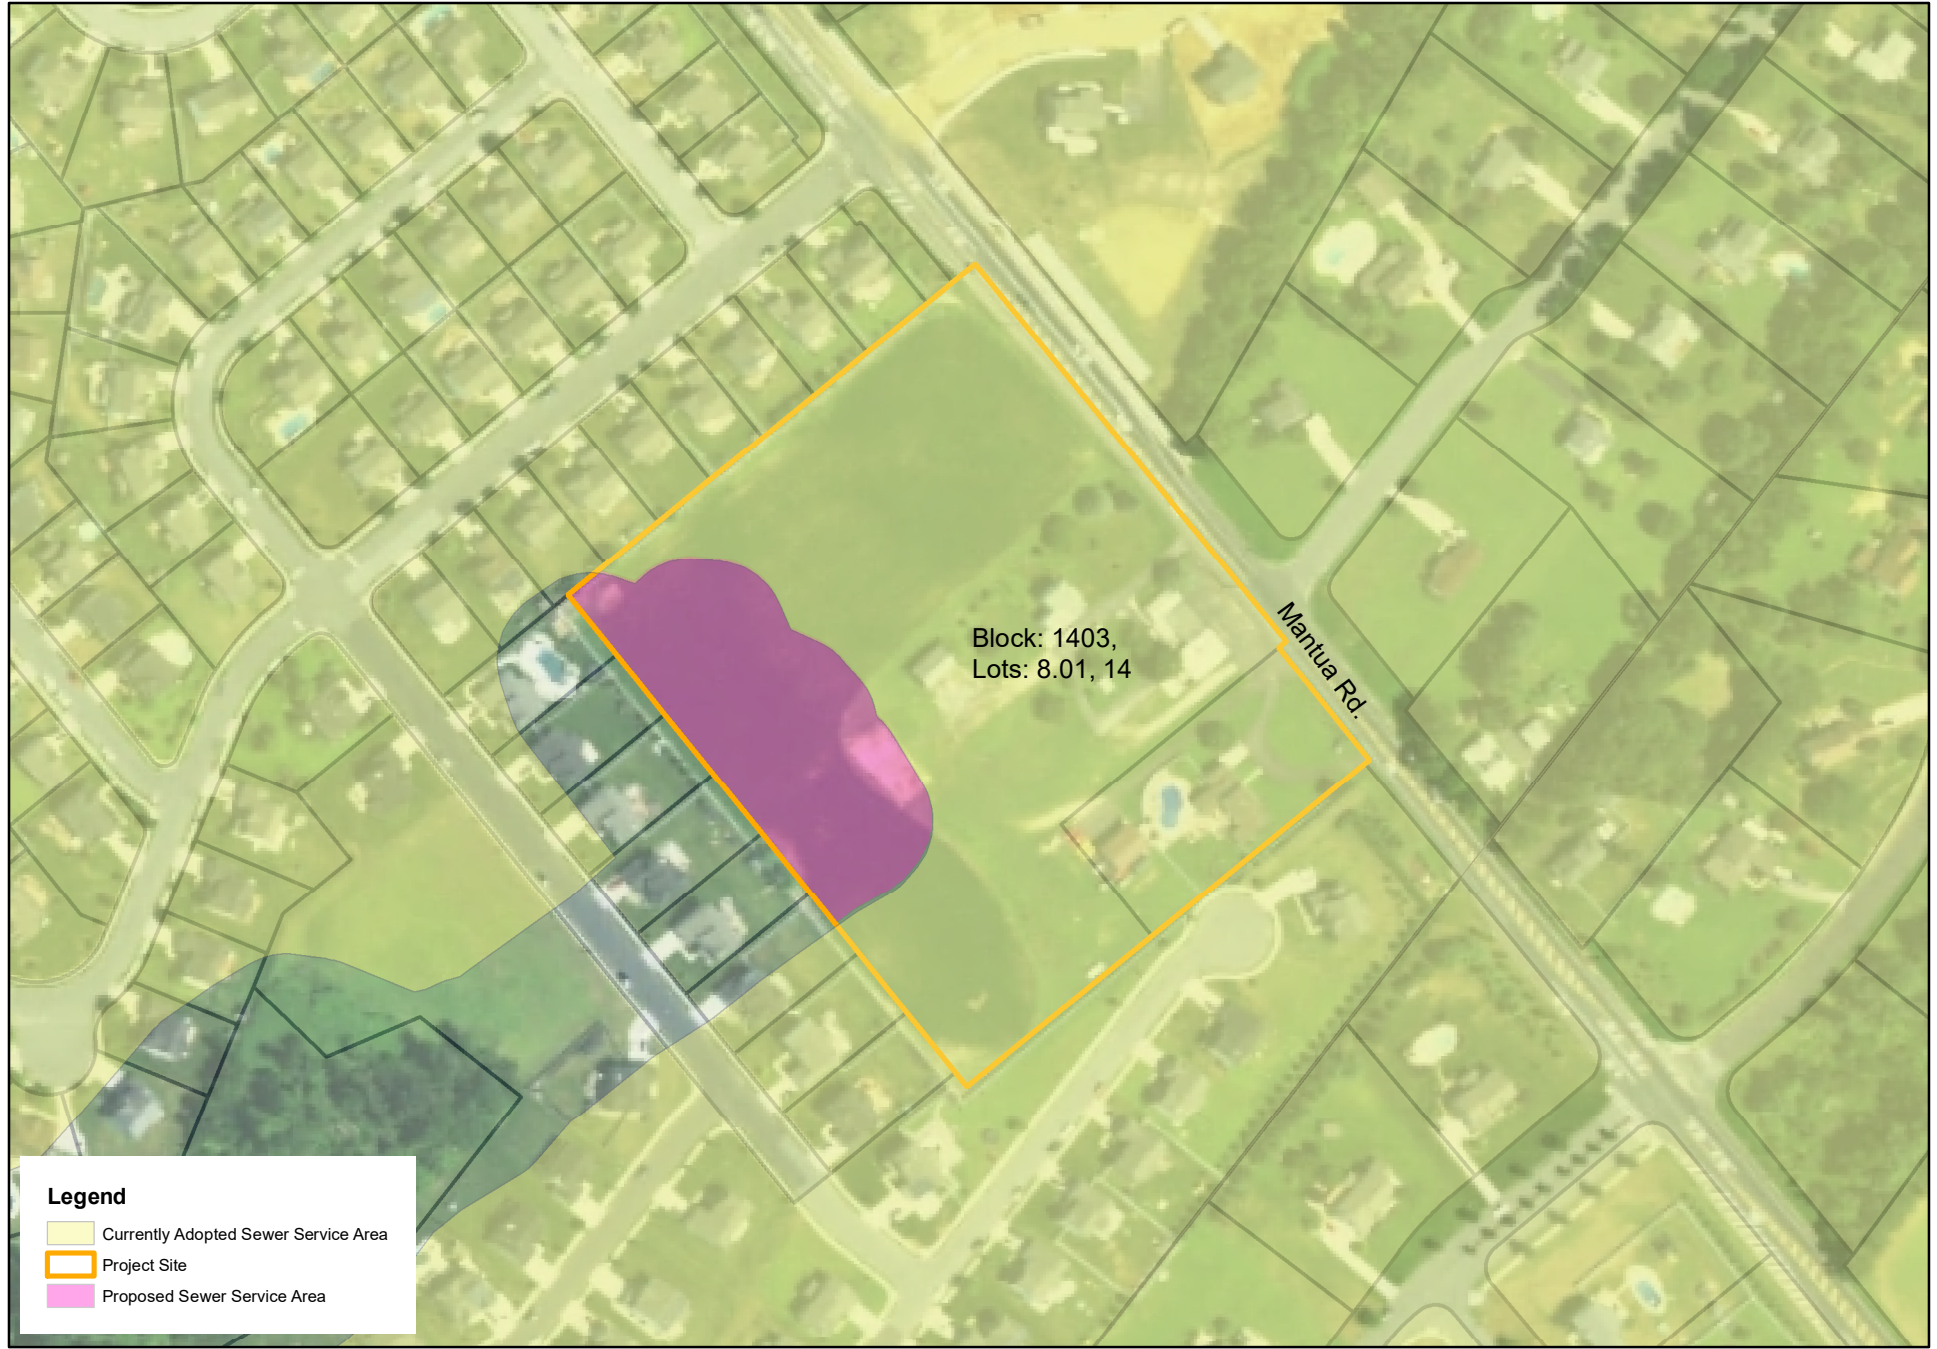 Block: 1403,
Lots: 8.01, 14
Mantua Rd.
Legend
Currently Adopted Sewer Service Area
Project Site
Proposed Sewer Service Area